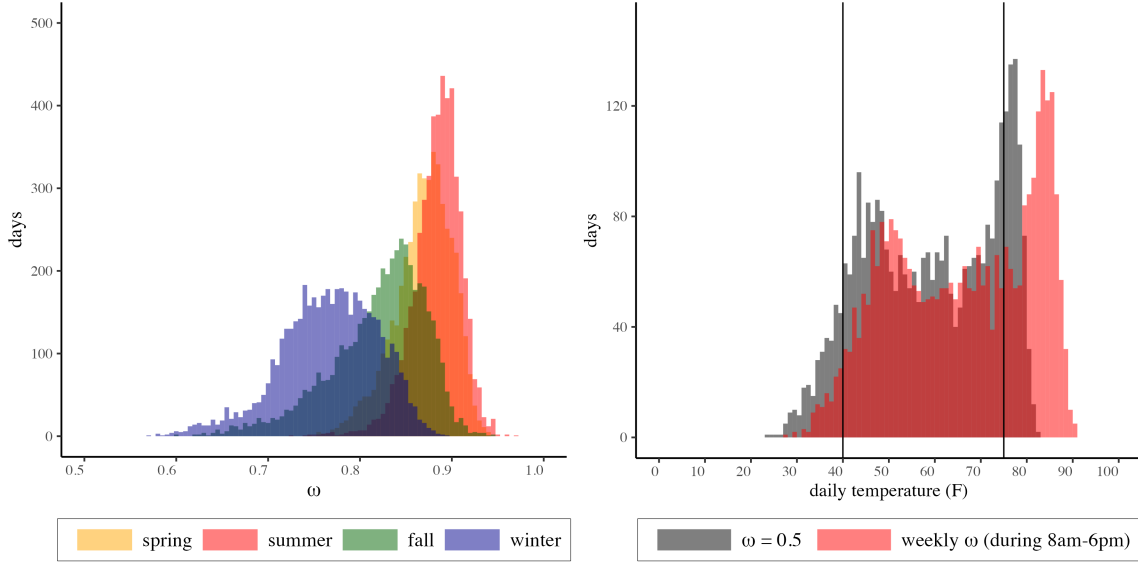 500
400
300
200
100
0
days
0.5 0.6 0.7 0.8 0.9 1.0
ω
spring summer fall winter
120
80
40
0
days
0 10 20 30 40 50 60 70 80 90 100
daily temperature (F)
ω = 0.5 weekly ω (during 8am-6pm)